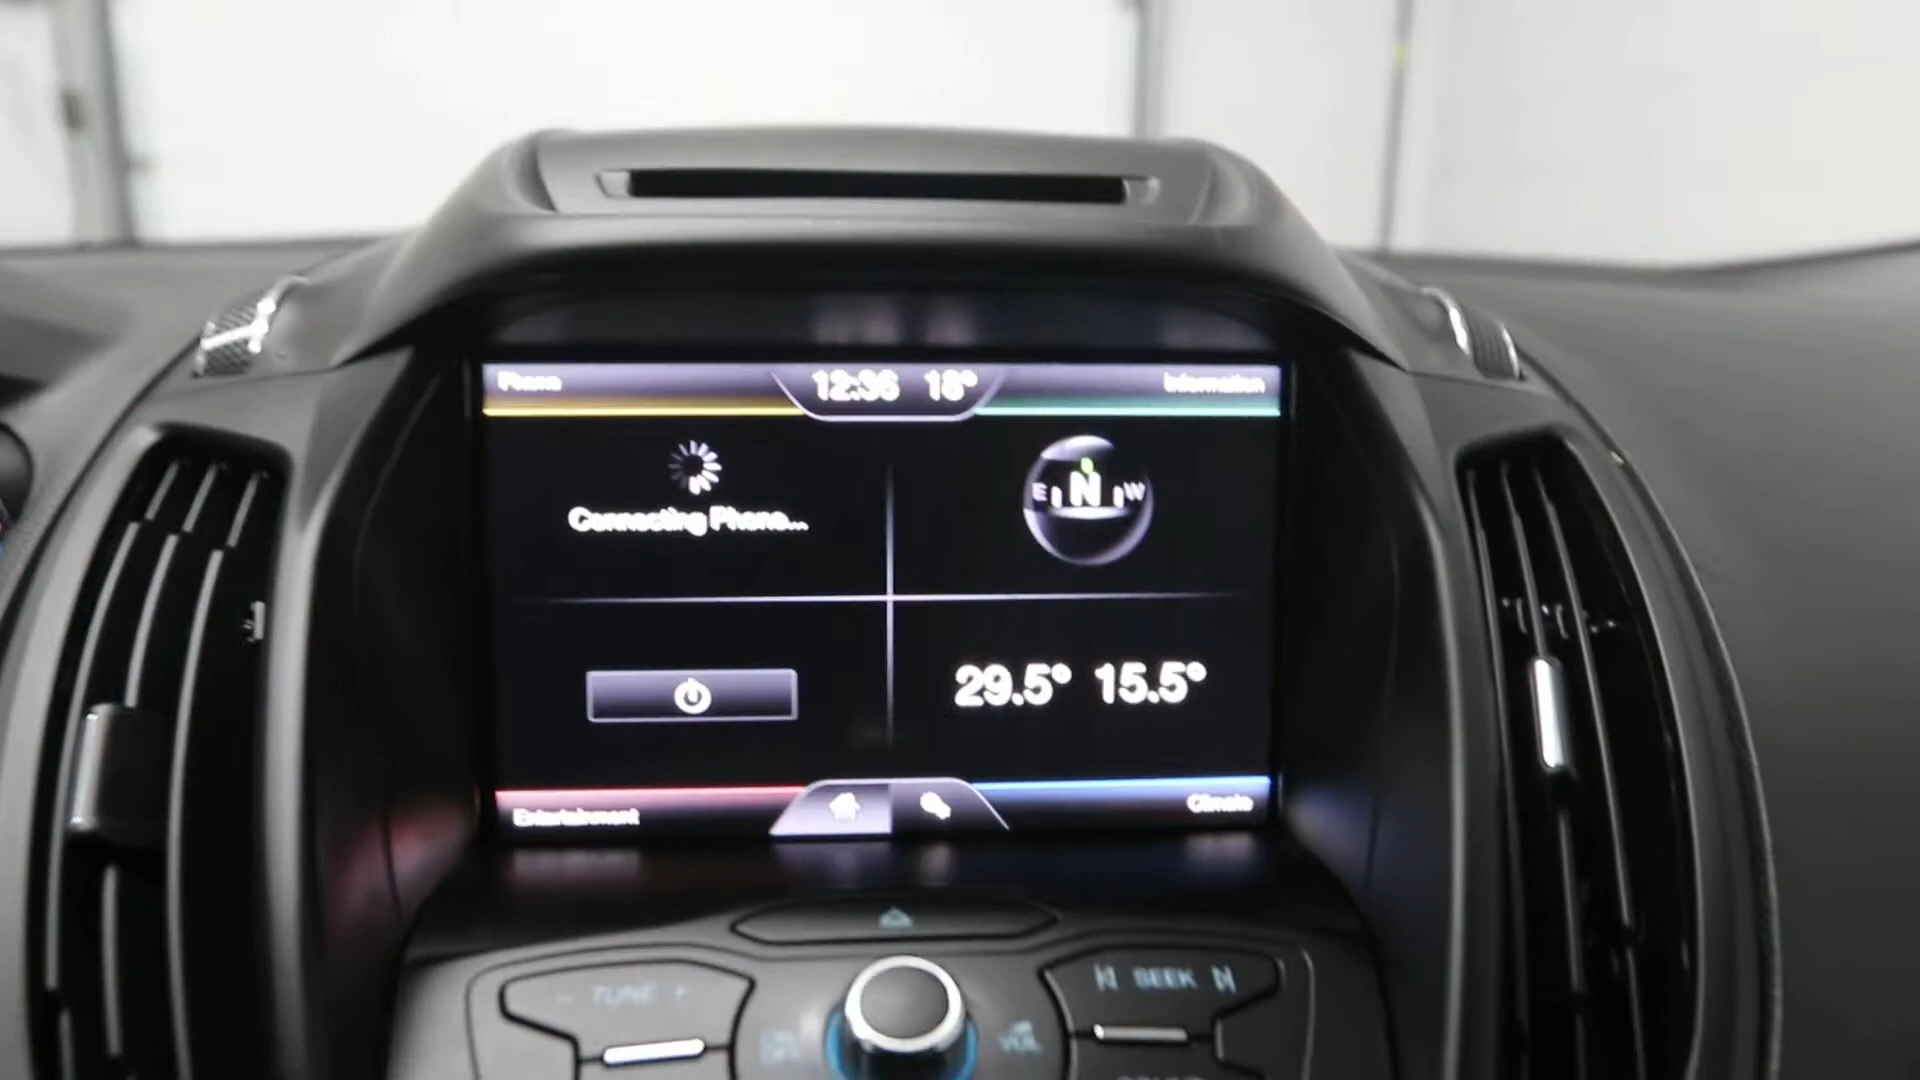 Phone 12:36 18° Information
Connecting Phone...
E N W
29.5° 15.5°
Entertainment Climate
- TUNE +
SEEK
VOL